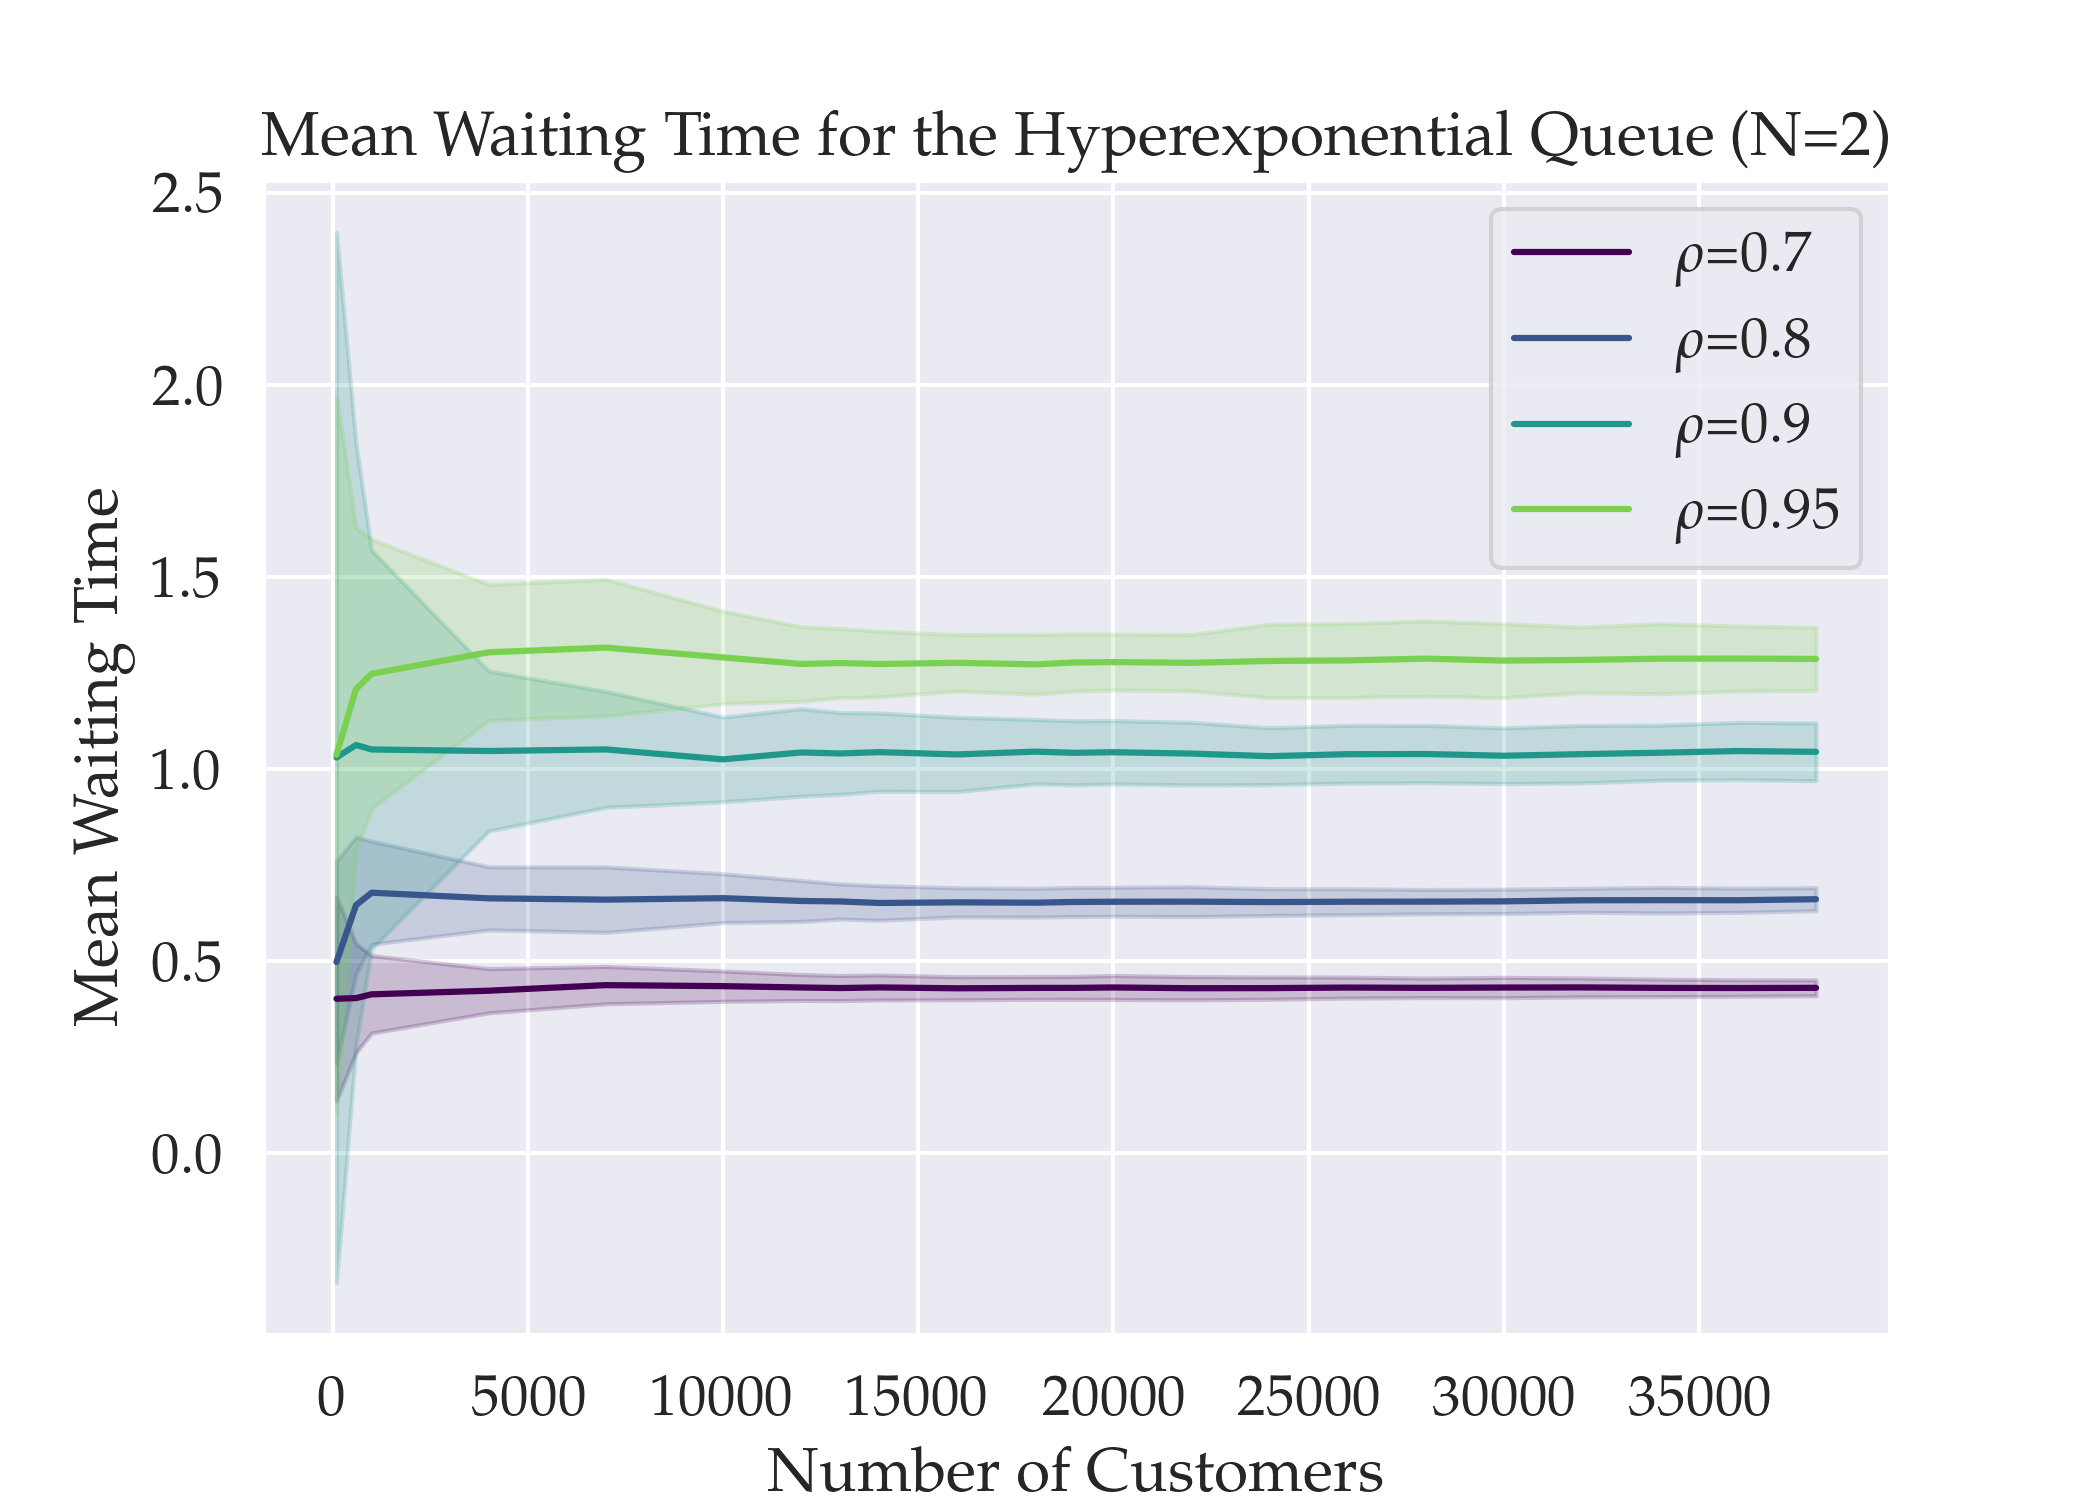 Mean Waiting Time for the Hyperexponential Queue (N=2)
2.5
2.0
1.5
1.0
0.5
0.0
Mean Waiting Time
ρ=0.7
ρ=0.8
ρ=0.9
ρ=0.95
0 5000 10000 15000 20000 25000 30000 35000
Number of Customers